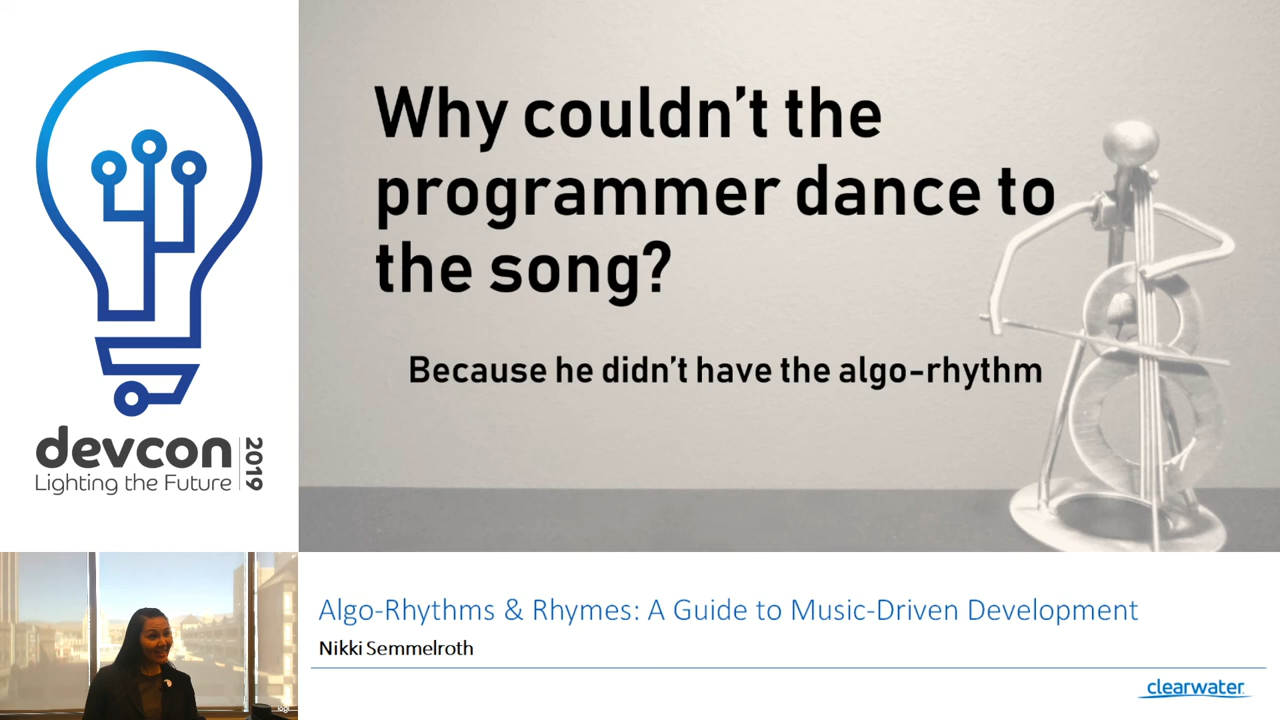 Why couldn't the
programmer dance to
the song?
Because he didn't have the algo-rhythm
devcon 2019
Lighting the Future
Algo-Rhythms & Rhymes: A Guide to Music-Driven Development
Nikki Semmelroth
clearwater